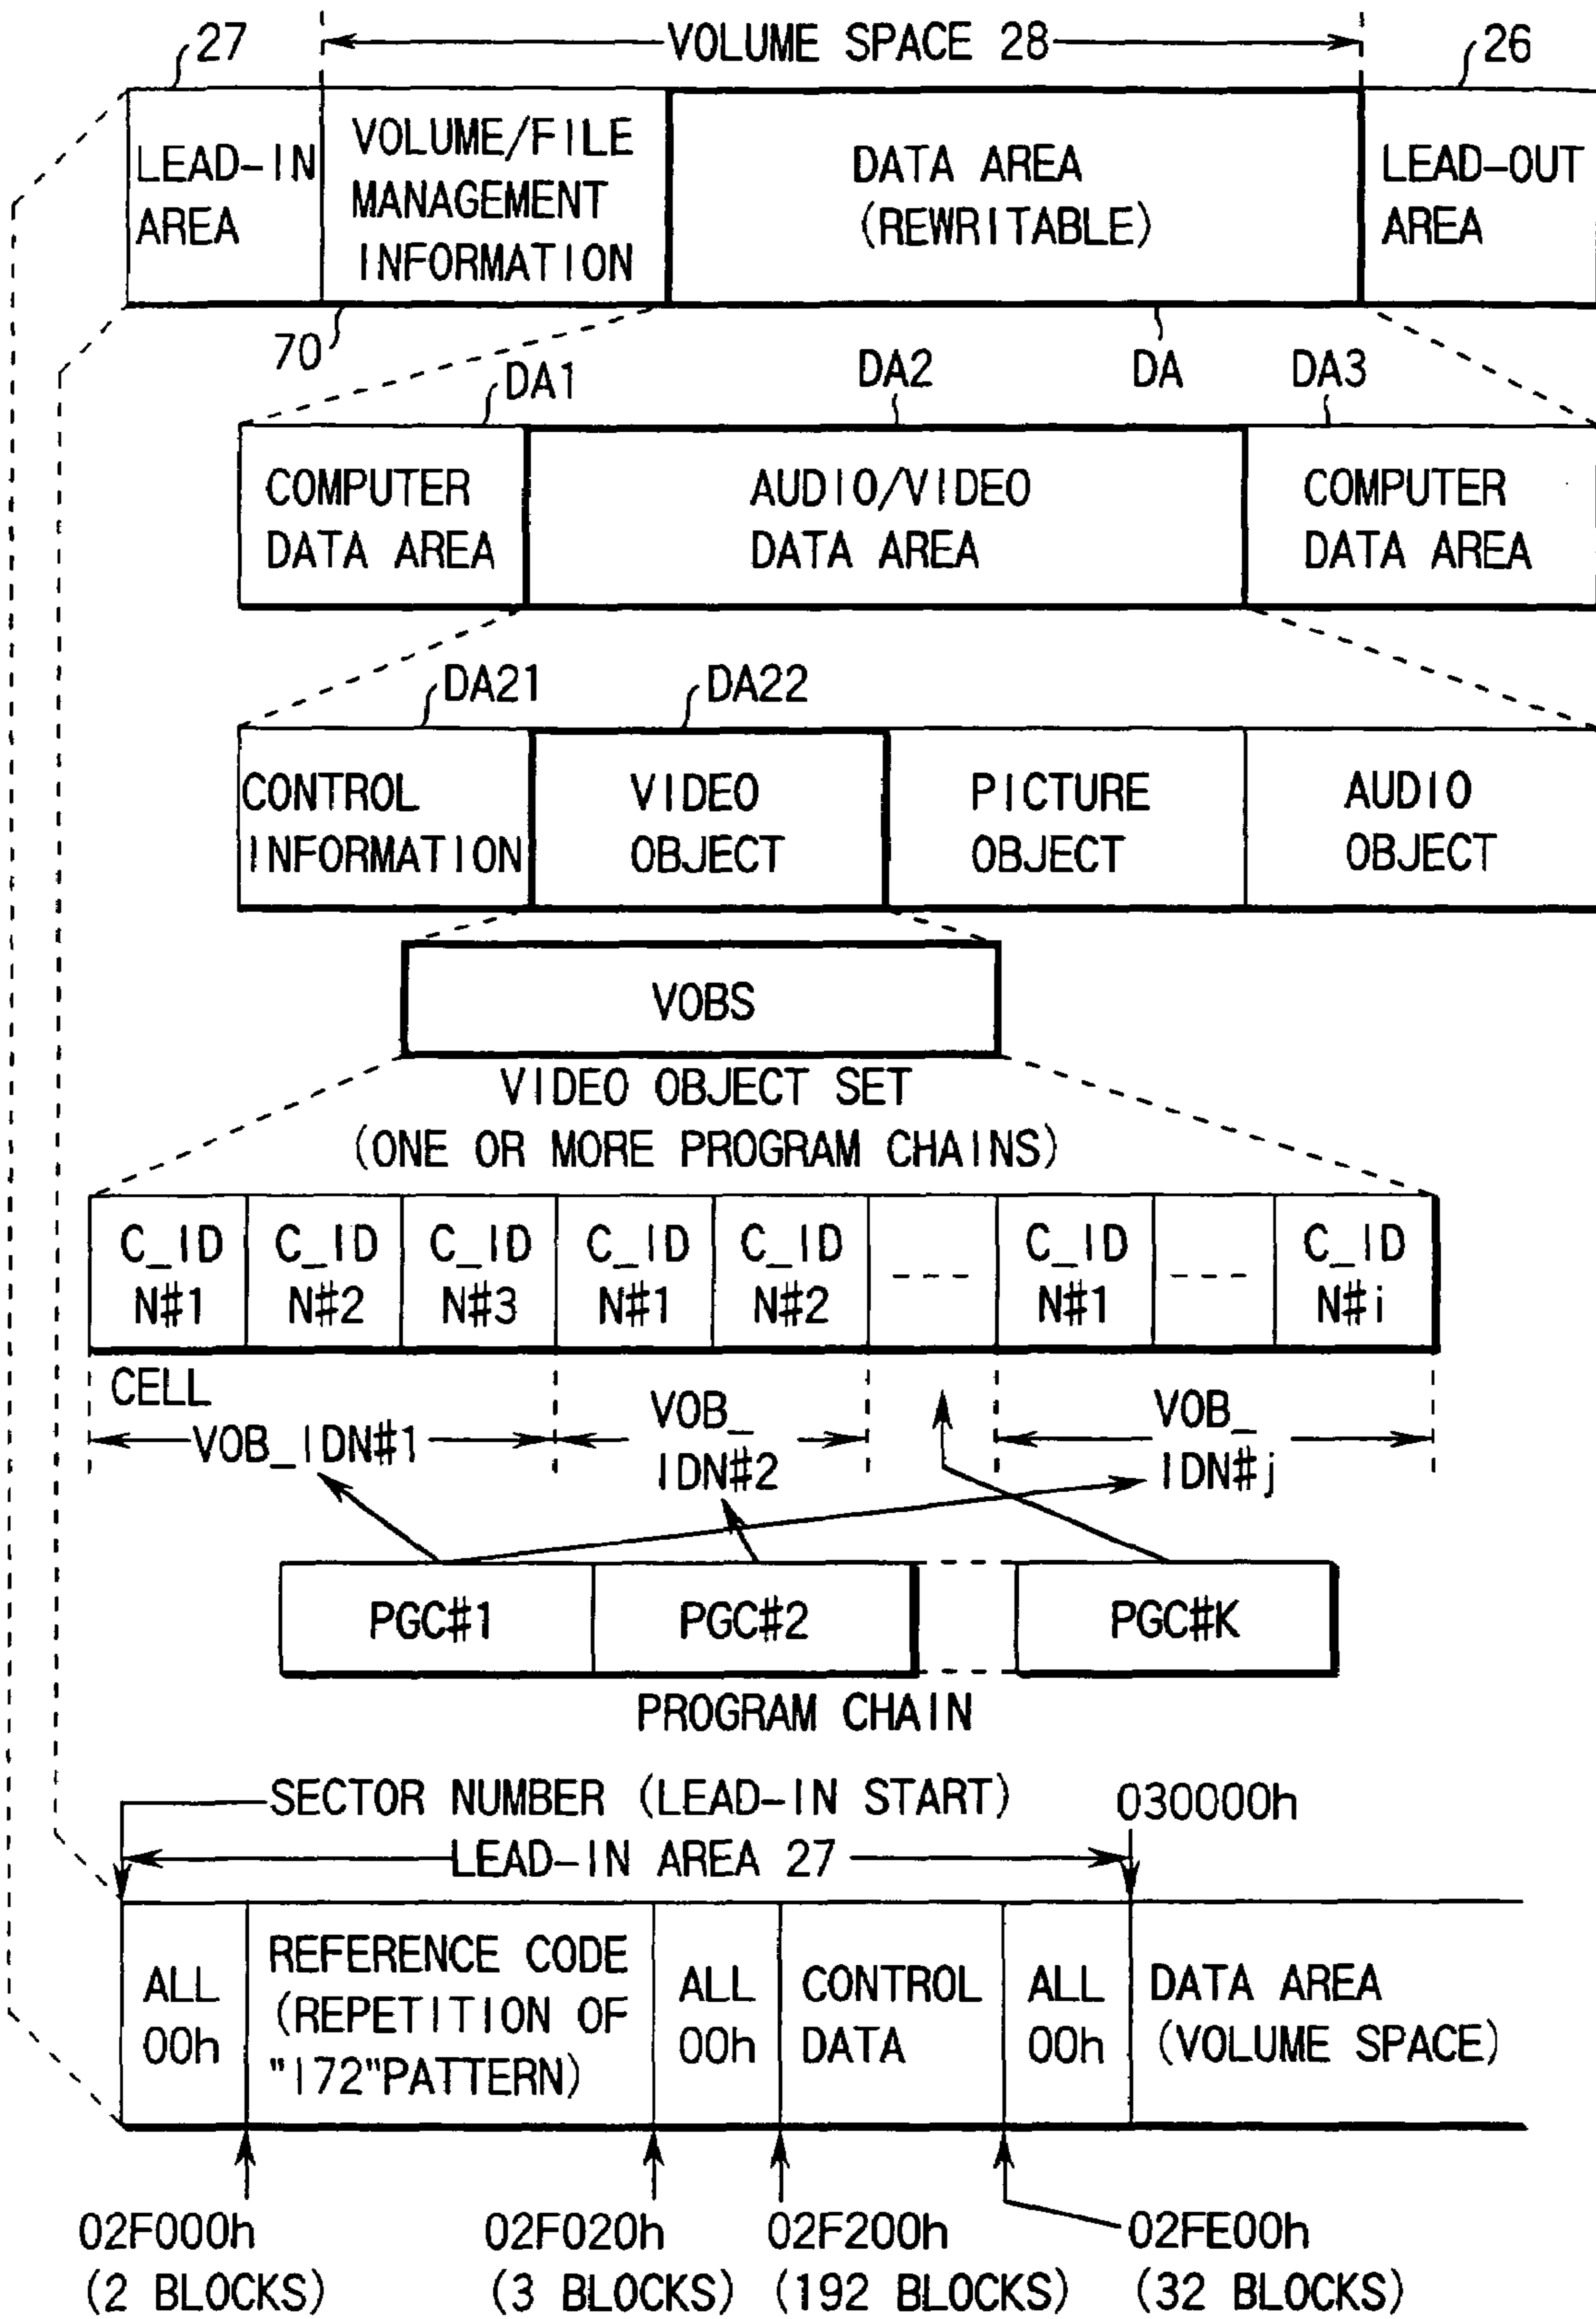 27
VOLUME SPACE 28
26
LEAD-IN
AREA
VOLUME/FILE
MANAGEMENT
INFORMATION
DATA AREA
(REWRITABLE)
LEAD-OUT
AREA
70
DA1
DA2
DA
DA3
COMPUTER
DATA AREA
AUDIO/VIDEO
DATA AREA
COMPUTER
DATA AREA
DA21
DA22
CONTROL
INFORMATION
VIDEO
OBJECT
PICTURE
OBJECT
AUDIO
OBJECT
VOBS
VIDEO OBJECT SET
(ONE OR MORE PROGRAM CHAINS)
C_ID
N#1
C_ID
N#2
C_ID
N#3
C_ID
N#1
C_ID
N#2
----
C_ID
N#1
----
C_ID
N#i
CELL
VOB_IDN#1
VOB_
IDN#2
VOB_
IDN#j
PGC#1
PGC#2
PGC#K
PROGRAM CHAIN
SECTOR NUMBER (LEAD-IN START)
030000h
LEAD-IN AREA 27
ALL
00h
REFERENCE CODE
(REPETITION OF
"172"PATTERN)
ALL
00h
CONTROL
DATA
ALL
00h
DATA AREA
(VOLUME SPACE)
02F000h
(2 BLOCKS)
02F020h
(3 BLOCKS)
02F200h
(192 BLOCKS)
02FE00h
(32 BLOCKS)